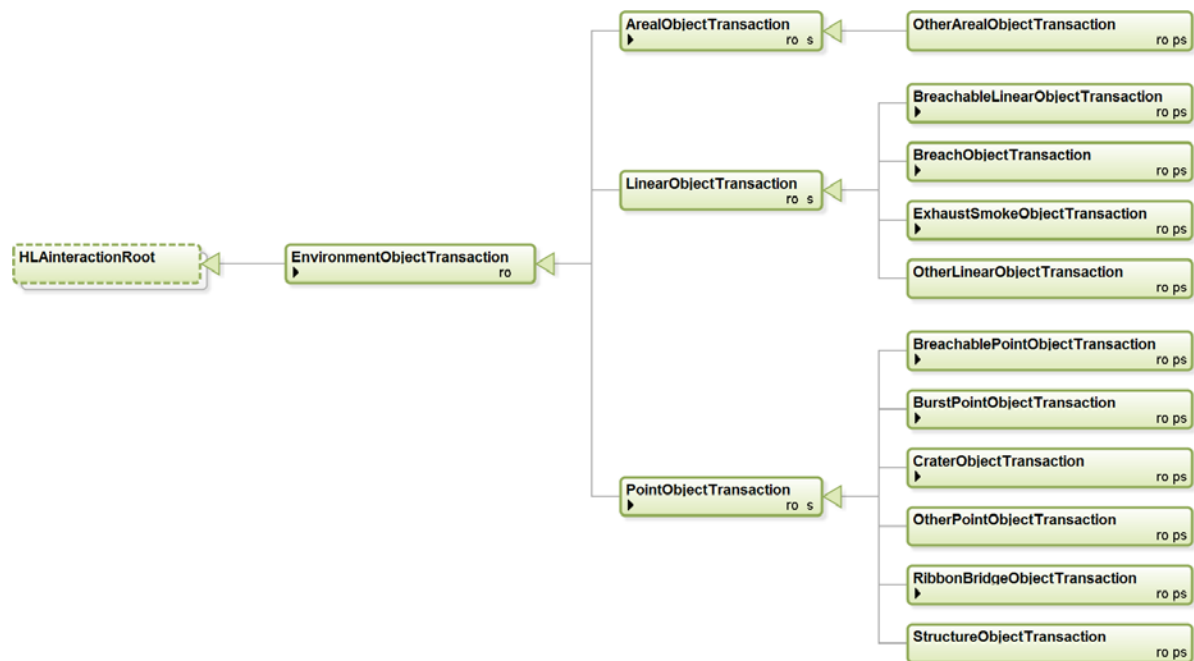 ArealObjectTransaction
ro s
OtherArealObjectTransaction
ro ps
BreachableLinearObjectTransaction
ro ps
BreachObjectTransaction
ro ps
LinearObjectTransaction
ro s
ExhaustSmokeObjectTransaction
ro ps
HLAinteractionRoot
EnvironmentObjectTransaction
ro
OtherLinearObjectTransaction
ro ps
BreachablePointObjectTransaction
ro ps
BurstPointObjectTransaction
ro ps
CraterObjectTransaction
ro ps
PointObjectTransaction
ro s
OtherPointObjectTransaction
ro ps
RibbonBridgeObjectTransaction
ro ps
StructureObjectTransaction
ro ps